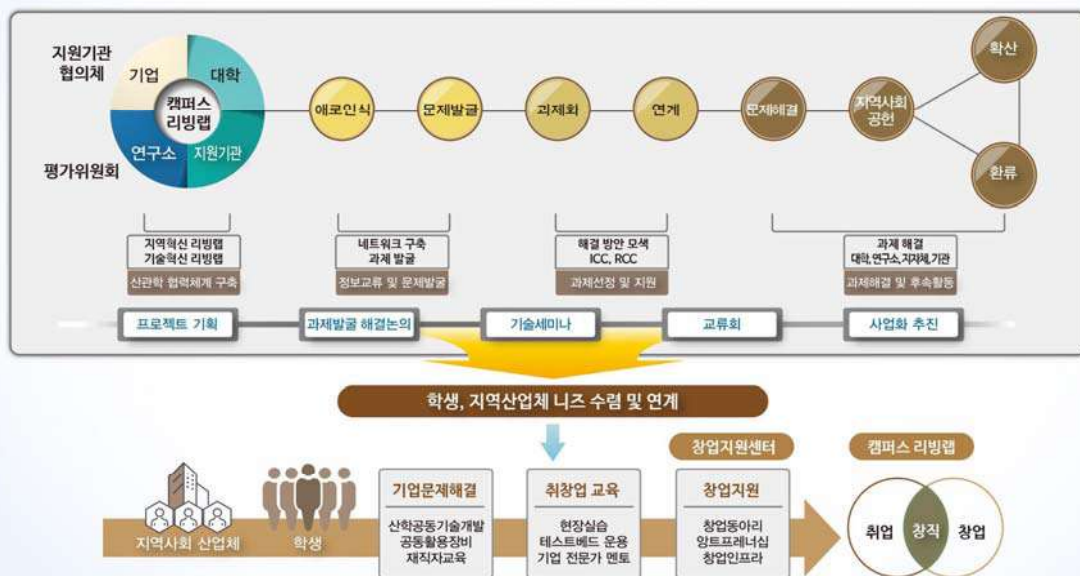 지원기관
협의체
기업
대학
캠퍼스
리빙랩
연구소
지원기관
평가위원회
애로인식
문제발굴
과제화
연계
문제해결
지역사회
공헌
확산
환류
지역혁신 리빙랩
기술혁신 리빙랩
산관학 협력체계 구축
네트워크 구축
과제 발굴
정보교류 및 문제발굴
해결 방안 모색
ICC, RCC
과제선정 및 지원
과제 해결
대학, 연구소, 지자체, 기관
과제해결 및 후속활동
프로젝트 기획
과제발굴 해결논의
기술세미나
교류회
사업화 추진
학생, 지역산업체 니즈 수렴 및 연계
창업지원센터
캠퍼스 리빙랩
지역사회 산업체
학생
기업문제해결
산학공동기술개발
공동활용장비
재직자교육
취창업 교육
현장실습
테스트베드 운용
기업 전문가 멘토
창업지원
창업동아리
앙트프레너십
창업인프라
취업
창직
창업